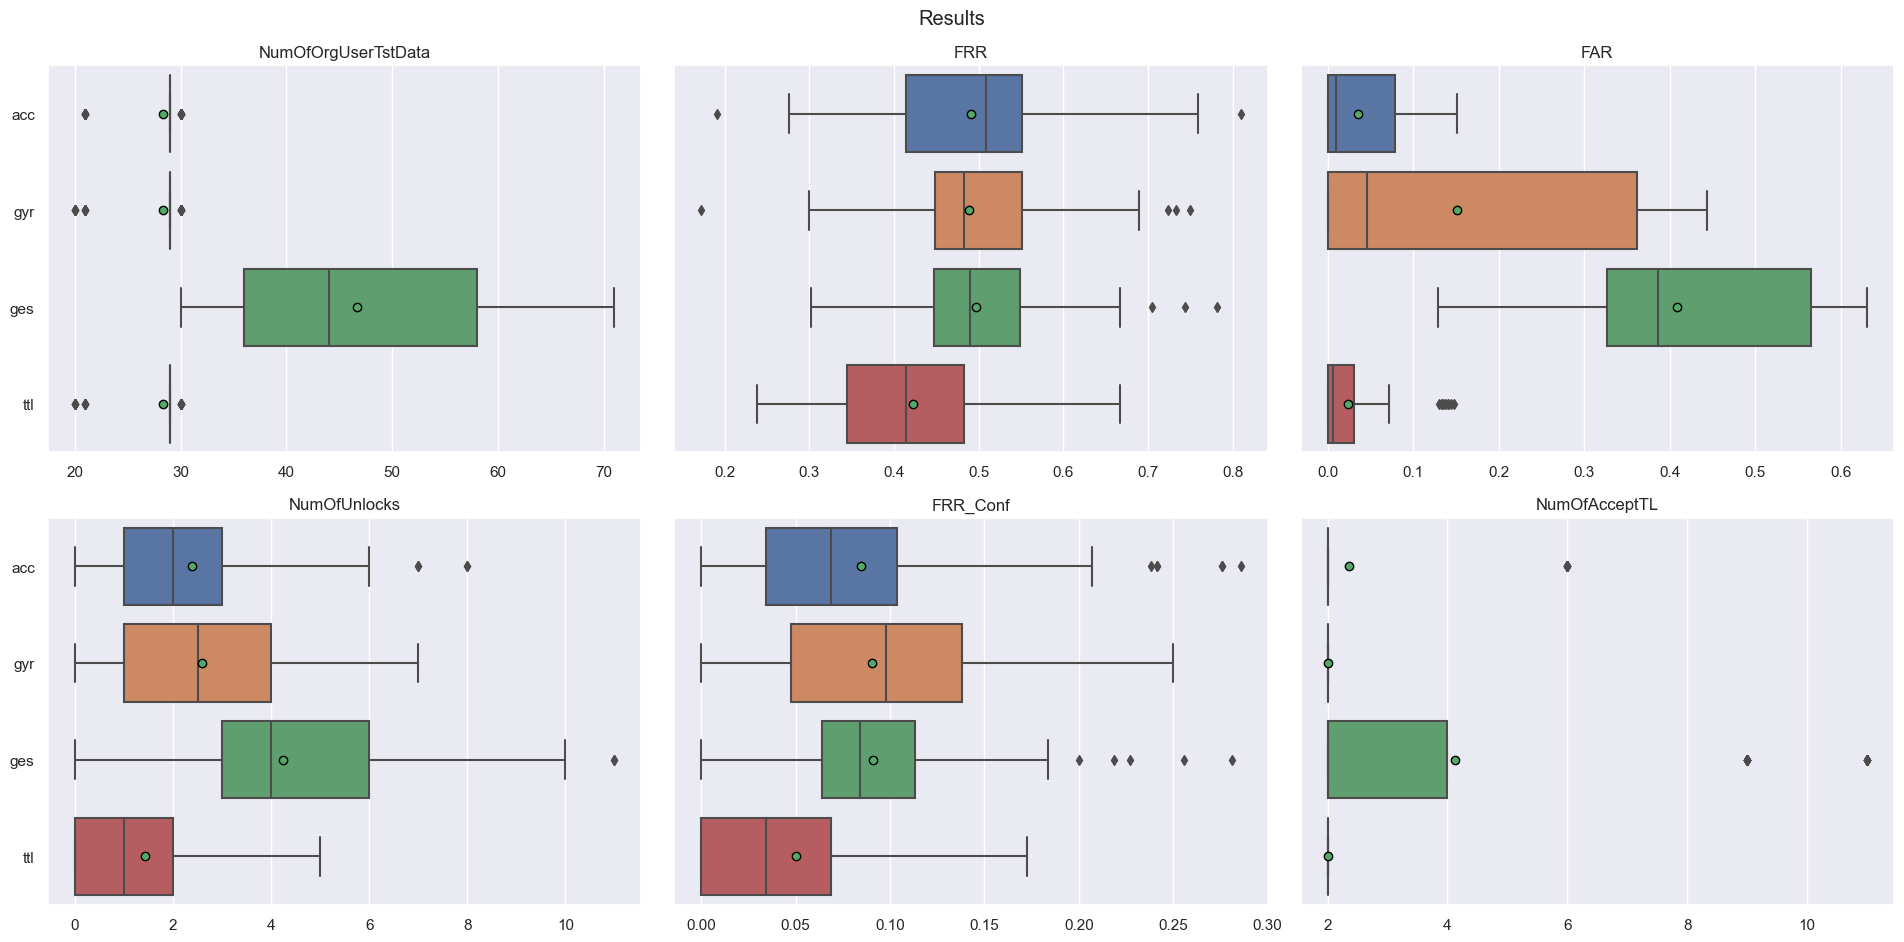 Results
NumOfOrgUserTstData
FRR
FAR
acc
gyr
ges
ttl
20 30 40 50 60 70
0.2 0.3 0.4 0.5 0.6 0.7 0.8
0.0 0.1 0.2 0.3 0.4 0.5 0.6
NumOfUnlocks
FRR_Conf
NumOfAcceptTL
acc
gyr
ges
ttl
0 2 4 6 8 10
0.00 0.05 0.10 0.15 0.20 0.25 0.30
2 4 6 8 10